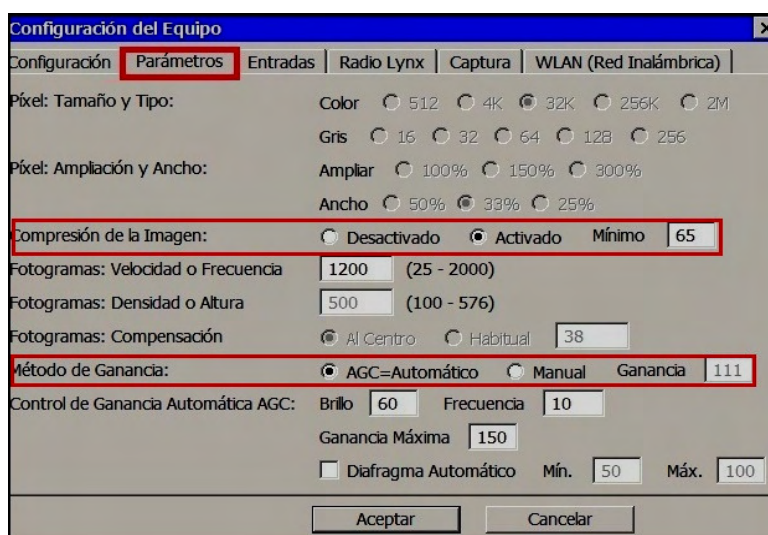 Configuración del Equipo
Configuración Parámetros Entradas Radio Lynx Captura WLAN (Red Inalámbrica)
Píxel: Tamaño y Tipo: Color 512 4K 32K 256K 2M
Gris 16 32 64 128 256
Píxel: Ampliación y Ancho: Ampliar 100% 150% 300%
Ancho 50% 33% 25%
Compresión de la Imagen: Desactivado Activado Mínimo 65
Fotogramas: Velocidad o Frecuencia 1200 (25 - 2000)
Fotogramas: Densidad o Altura 500 (100 - 576)
Fotogramas: Compensación Al Centro Habitual 38
Método de Ganancia: AGC=Automático Manual Ganancia 111
Control de Ganancia Automática AGC: Brillo 60 Frecuencia 10
Ganancia Máxima 150
Diafragma Automático Mín. 50 Máx. 100
Aceptar Cancelar